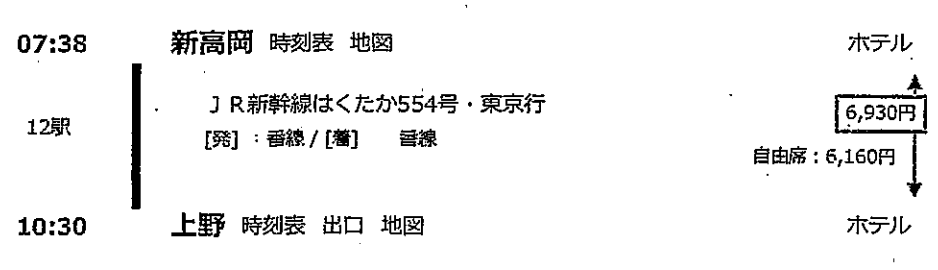 07:38 新高岡 時刻表 地図 ホテル
JR新幹線はくたか554号・東京行
6,930円
12駅
[発]:番線/[着] 番線
自由席:6,160円
10:30 上野 時刻表 出口 地図 ホテル